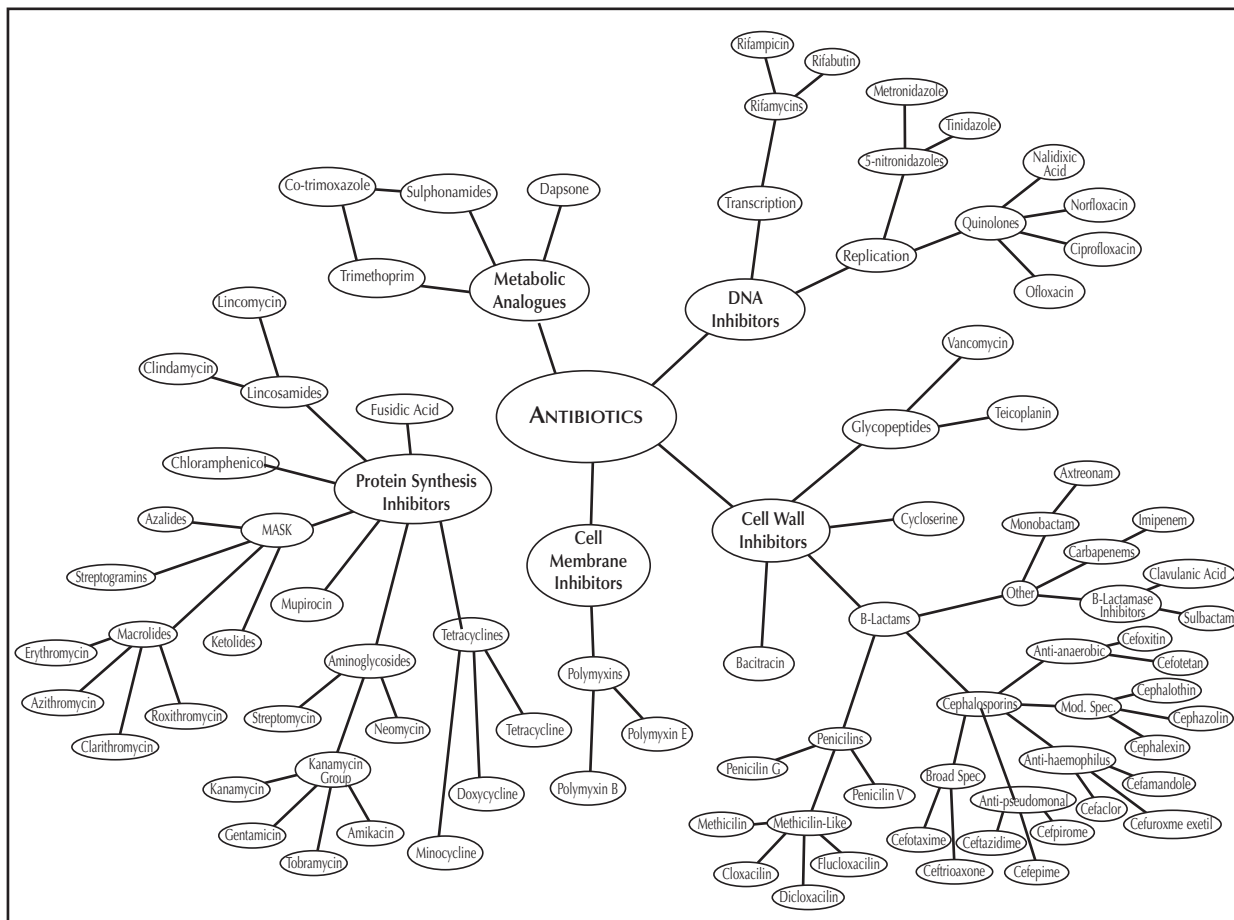 Rifampicin
Rifabutin
Rifamycins
Transcription
Metronidazole
Tinidazole
5-nitronidazoles
Nalidixic
Acid
Norfloxacin
Quinolones
Ciprofloxacin
Ofloxacin
Replication
DNA
Inhibitors
Co-trimoxazole
Sulphonamides
Dapsone
Trimethoprim
Metabolic
Analogues
ANTIBIOTICS
Lincomycin
Clindamycin
Lincosamides
Fusidic Acid
Chloramphenicol
Protein Synthesis
Inhibitors
Azalides
MASK
Streptogramins
Mupirocin
Ketolides
Macrolides
Erythromycin
Azithromycin
Clarithromycin
Roxithromycin
Aminoglycosides
Streptomycin
Neomycin
Kanamycin
Group
Kanamycin
Gentamicin
Tobramycin
Amikacin
Tetracyclines
Tetracycline
Doxycycline
Minocycline
Cell
Membrane
Inhibitors
Polymyxins
Polymyxin E
Polymyxin B
Cell Wall
Inhibitors
Vancomycin
Glycopeptides
Teicoplanin
Cycloserine
Bacitracin
B-Lactams
Other
Axtreonam
Monobactam
Imipenem
Carbapenems
Clavulanic Acid
B-Lactamase
Inhibitors
Sulbactam
Cephalosporins
Anti-anaerobic
Cefoxitin
Cefotetan
Mod. Spec.
Cephalothin
Cephazolin
Cephalexin
Anti-haemophilus
Cefamandole
Cefaclor
Cefuroxme exetil
Broad Spec
Cefotaxime
Ceftrioaxone
Anti-pseudomonal
Ceftazidime
Cefpirome
Cefepime
Penicilins
Penicilin G
Penicilin V
Methicilin-Like
Methicilin
Cloxacilin
Dicloxacilin
Flucloxacilin